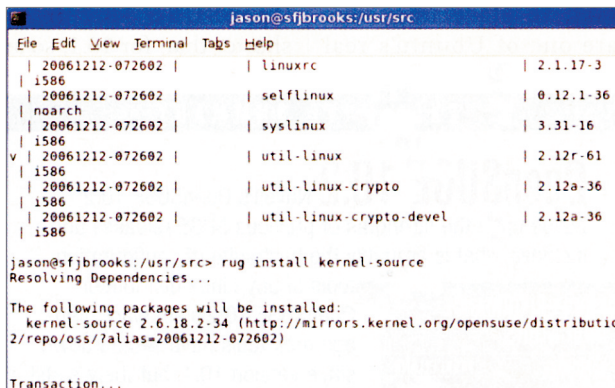 jason@sfjbrooks:/usr/src
File Edit View Terminal Tabs Help
| 20061212-072602 | | linuxrc | 2.1.17-3
| i586
| 20061212-072602 | | selflinux | 0.12.1-36
| noarch
| 20061212-072602 | | syslinux | 3.31-16
| i586
v | 20061212-072602 | | util-linux | 2.12r-61
| i586
| 20061212-072602 | | util-linux-crypto | 2.12a-36
| i586
| 20061212-072602 | | util-linux-crypto-devel | 2.12a-36
| i586
jason@sfjbrooks:/usr/src> rug install kernel-source
Resolving Dependencies...
The following packages will be installed:
kernel-source 2.6.18.2-34 (http://mirrors.kernel.org/opensuse/distributic
2/repo/oss/?alias=20061212-072602)
Transaction...